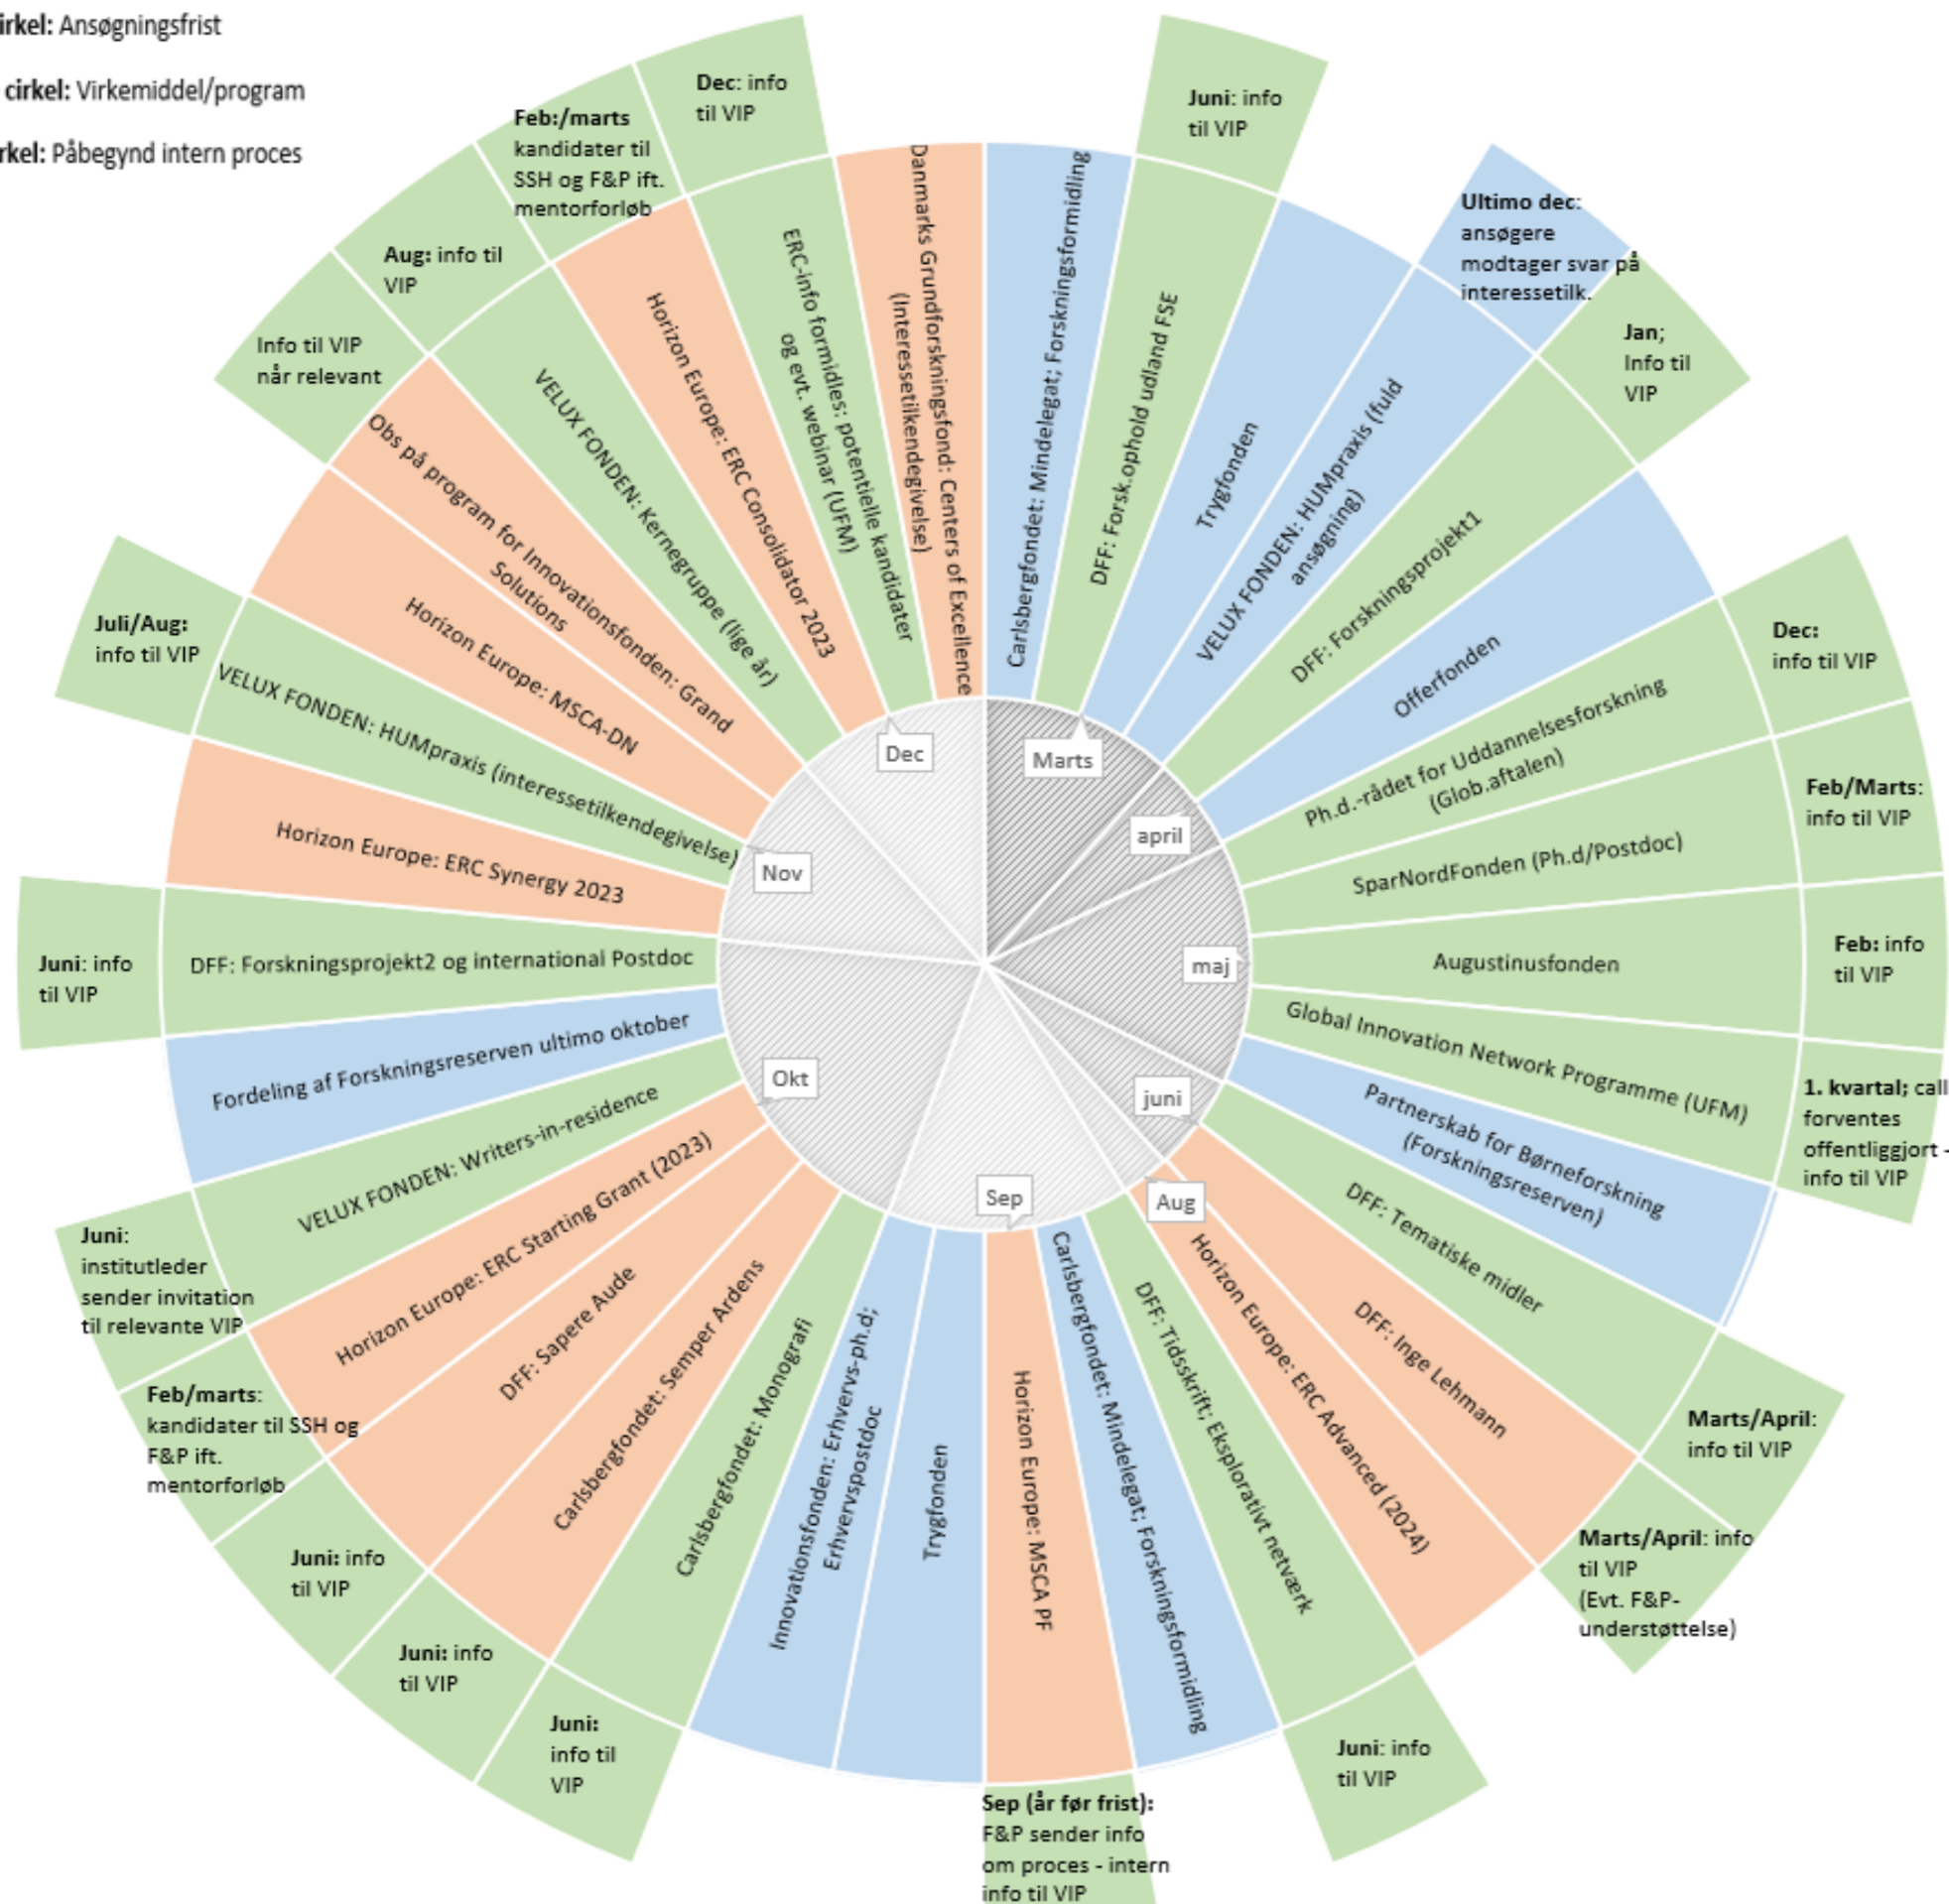 irkel: Ansøgningsfrist
cirkel: Virkemiddel/program
rkel: Påbegynd intern proces
Carlsbergfondet: Mindelegat; Forskningsformidling
DFF: Forsk.ophold udland FSE
Juni: info
til VIP
Trygfonden
VELUX FONDEN: HUMpraxis (fuld
ansøgning)
Ultimo dec:
ansøgere
modtager svar på
interessetilk.
DFF: Forskningsprojekt1
Jan;
Info til
VIP
Offerfonden
Ph.d.-rådet for Uddannelsesforskning
(Glob.aftalen)
Dec:
info til VIP
SparNordFonden (Ph.d/Postdoc)
Feb/Marts:
info til VIP
Augustinusfonden
Feb: info
til VIP
Global Innovation Network Programme (UFM)
1. kvartal; call
forventes
offentliggjort -
info til VIP
Partnerskab for Børneforskning
(Forskningsreserven)
DFF: Tematiske midler
Marts/April:
info til VIP
DFF: Inge Lehmann
Marts/April: info
til VIP
(Evt. F&P-
understøttelse)
Horizon Europe: ERC Advanced (2024)
DFF: Tidsskrift; Eksplorativt netværk
Juni: info
til VIP
Carlsbergfondet: Mindelegat; Forskningsformidling
Horizon Europe: MSCA PF
Sep (år før frist):
F&P sender info
om proces - intern
info til VIP
Trygfonden
Innovationsfonden: Erhvervs-ph.d;
Erhvervspostdoc
Carlsbergfondet: Monografi
Juni:
info til
VIP
Carlsbergfondet: Semper Ardens
Juni: info
til VIP
DFF: Sapere Aude
Juni: info
til VIP
Horizon Europe: ERC Starting Grant (2023)
Feb/marts:
kandidater til SSH og
F&P ift.
mentorforløb
VELUX FONDEN: Writers-in-residence
Juni:
institutleder
sender invitation
til relevante VIP
Fordeling af Forskningsreserven ultimo oktober
DFF: Forskningsprojekt2 og international Postdoc
Juni: info
til VIP
Horizon Europe: ERC Synergy 2023
VELUX FONDEN: HUMpraxis (interessetilkendegivelse)
Juli/Aug:
info til VIP
Horizon Europe: MSCA-DN
Obs på program for Innovationsfonden: Grand
Solutions
Info til VIP
når relevant
VELUX FONDEN: Kernegruppe (lige år)
Aug: info til
VIP
Horizon Europe: ERC Consolidator 2023
Feb:/marts
kandidater til
SSH og F&P ift.
mentorforløb
ERC-info formidles: potentielle kandidater
og evt. webinar (UFM)
Dec: info
til VIP
Danmarks Grundforskningsfond: Centers of Excellence
(Interessetilkendegivelse)
Marts
april
maj
juni
Aug
Sep
Okt
Nov
Dec